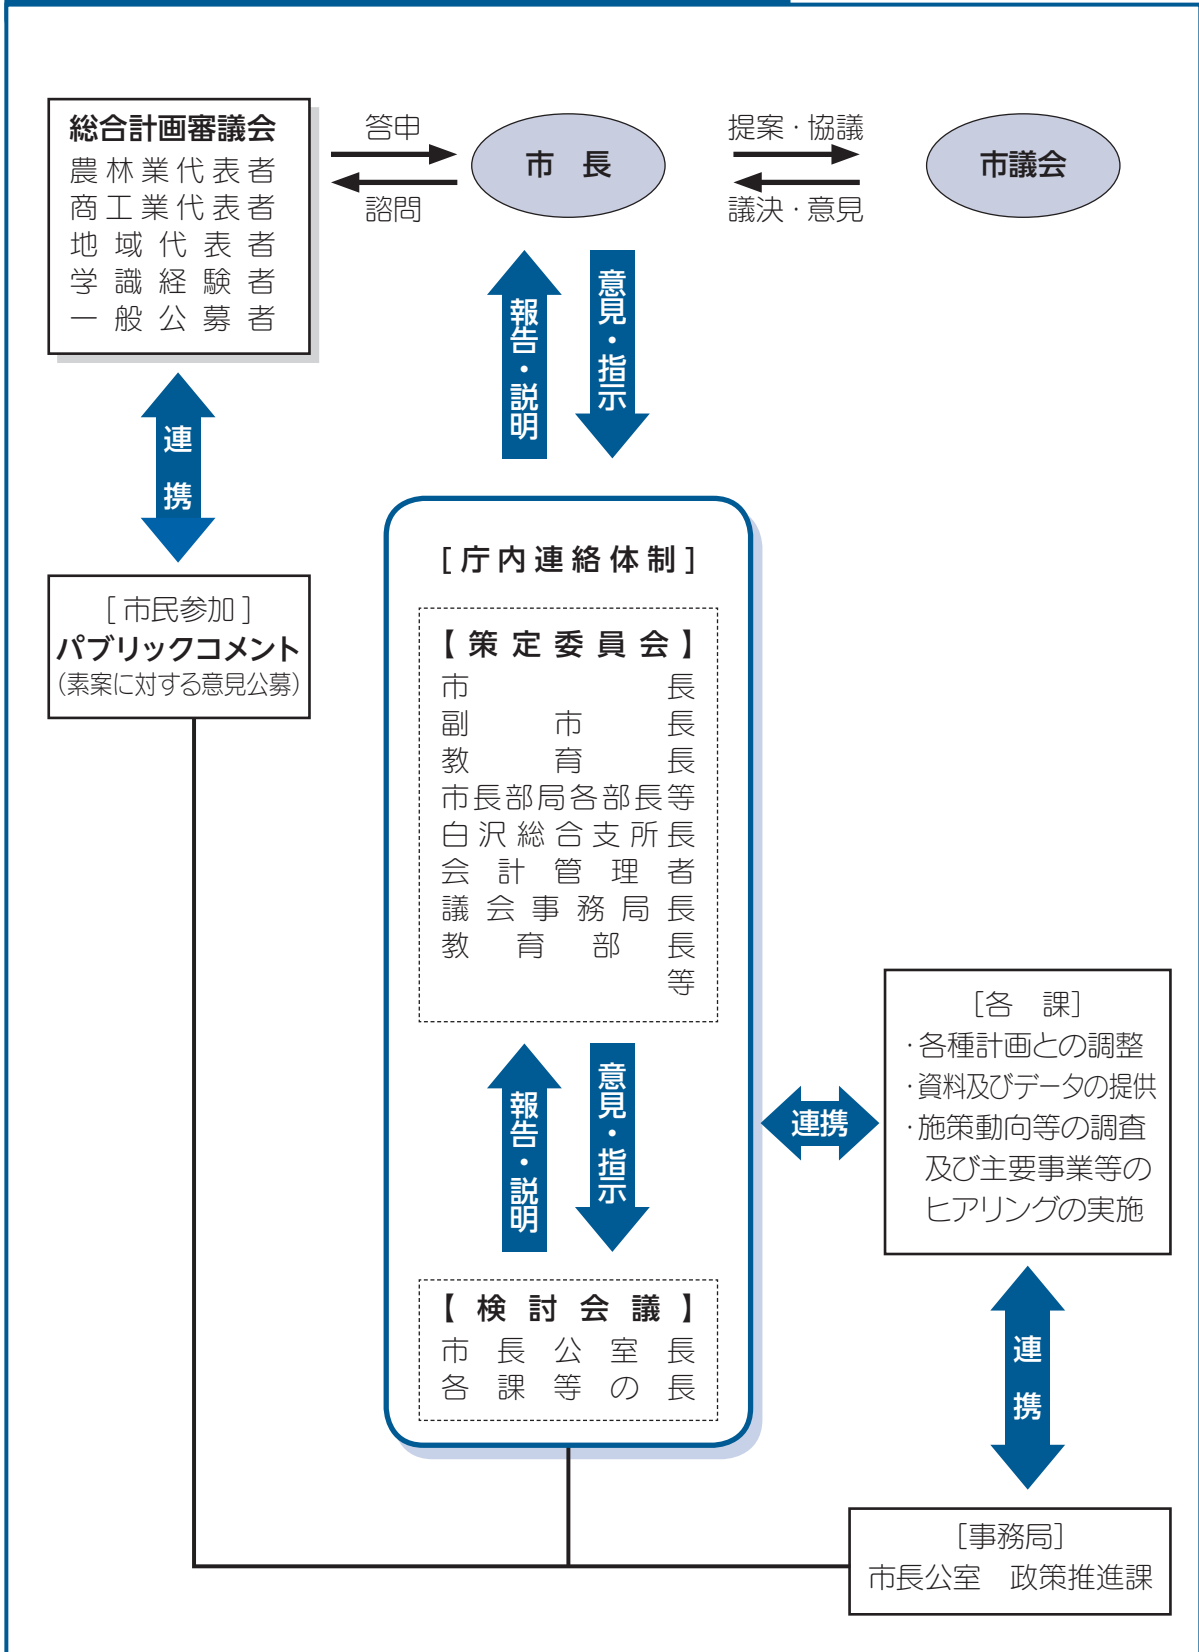 総合計画審議会
農林業代表者
商工業代表者
地域代表者
学識経験者
一般公募者
答申
諮問
市 長
提案・協議
議決・意見
市議会
報告・説明
意見・指示
連携
[市民参加]
パブリックコメント
(素案に対する意見公募)
[庁内連絡体制]
【策定委員会】
市長
副市長
教育長
市長部局各部長等
白沢総合支所長
会計管理者
議会事務局長
教育部長
等
報告・説明
意見・指示
【検討会議】
市長公室長
各課等の長
連携
[各 課]
・各種計画との調整
・資料及びデータの提供
・施策動向等の調査
及び主要事業等の
ヒアリングの実施
連携
[事務局]
市長公室 政策推進課